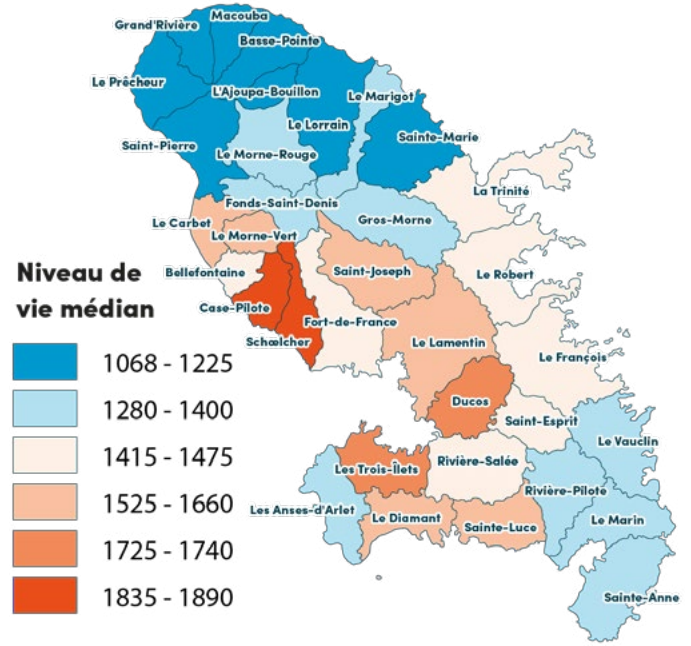 Macouba
Grand'Rivière
Basse-Pointe
Le Prêcheur
L'Ajoupa-Bouillon
Le Marigot
Le Lorrain
Sainte-Marie
Saint-Pierre
Le Morne-Rouge
La Trinité
Fonds-Saint-Denis
Gros-Morne
Le Carbet
Le Morne-Vert
Bellefontaine
Saint-Joseph
Le Robert
Case-Pilote
Fort-de-France
Schœlcher
Le Lamentin
Le François
Ducos
Saint-Esprit
Le Vauclin
Les Trois-Îlets
Rivière-Salée
Rivière-Pilote
Les Anses-d'Arlet
Le Diamant
Sainte-Luce
Le Marin
Sainte-Anne
Niveau de
vie médian
1068 - 1225
1280 - 1400
1415 - 1475
1525 - 1660
1725 - 1740
1835 - 1890